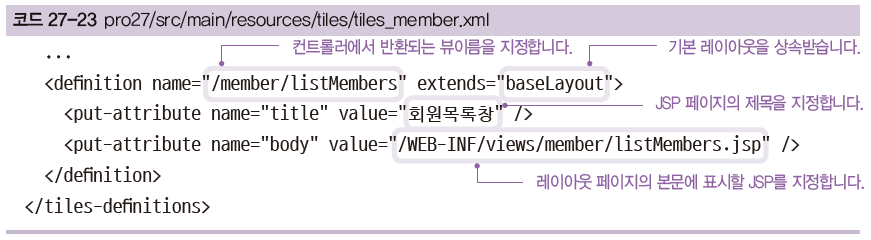 코드 27-23 pro27/src/main/resources/tiles/tiles_member.xml
... 컨트롤러에서 반환되는 뷰이름을 지정합니다. 기본 레이아웃을 상속받습니다.
<definition name="/member/listMembers" extends="baseLayout">
JSP 페이지의 제목을 지정합니다.
<put-attribute name="title" value="회원목록창" />
<put-attribute name="body" value="/WEB-INF/views/member/listMembers.jsp" />
</definition> 레이아웃 페이지의 본문에 표시할 JSP를 지정합니다.
</tiles-definitions>